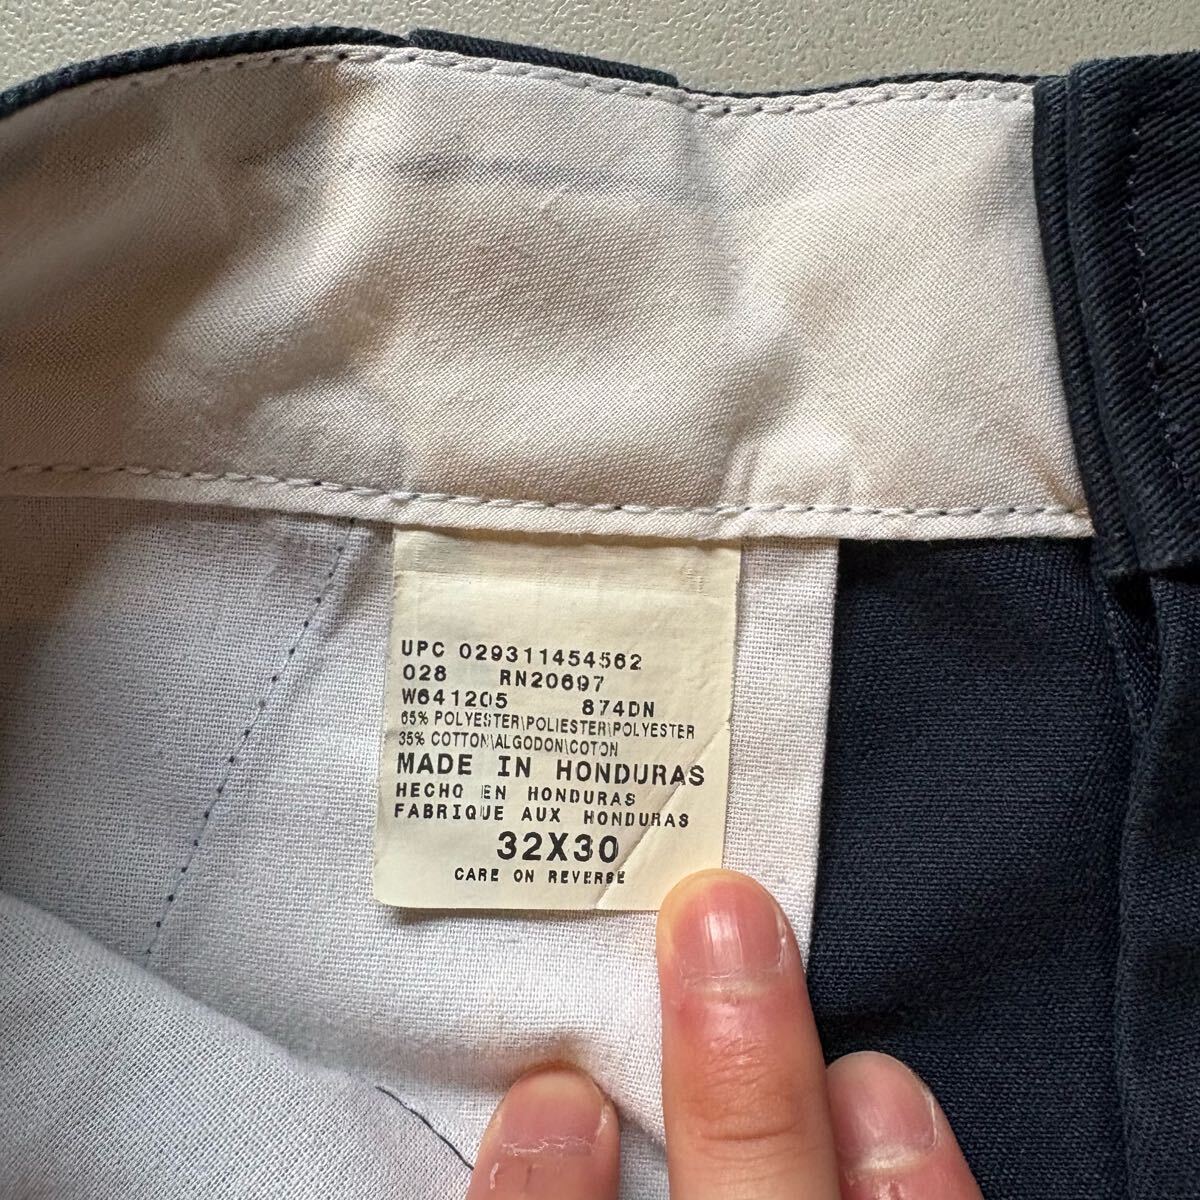 UPC 029311454562
028 RN20697
W641205 874DN
65% POLYESTER\POLIESTER\POLYESTER
35% COTTON\ALGODON\COTON
MADE IN HONDURAS
HECHO EN HONDURAS
FABRIQUE AUX HONDURAS
32X30
CARE ON REVERSE